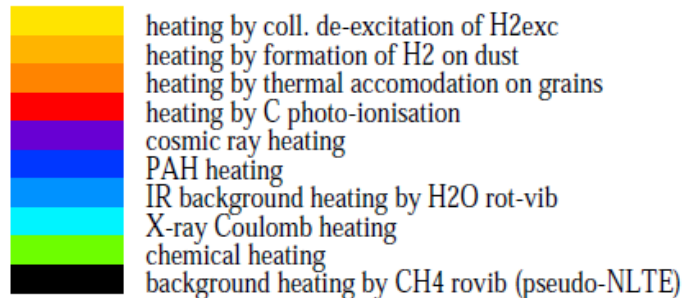 heating by coll. de-excitation of H2exc
heating by formation of H2 on dust
heating by thermal accomodation on grains
heating by C photo-ionisation
cosmic ray heating
PAH heating
IR background heating by H2O rot-vib
X-ray Coulomb heating
chemical heating
background heating by CH4 rovib (pseudo-NLTE)